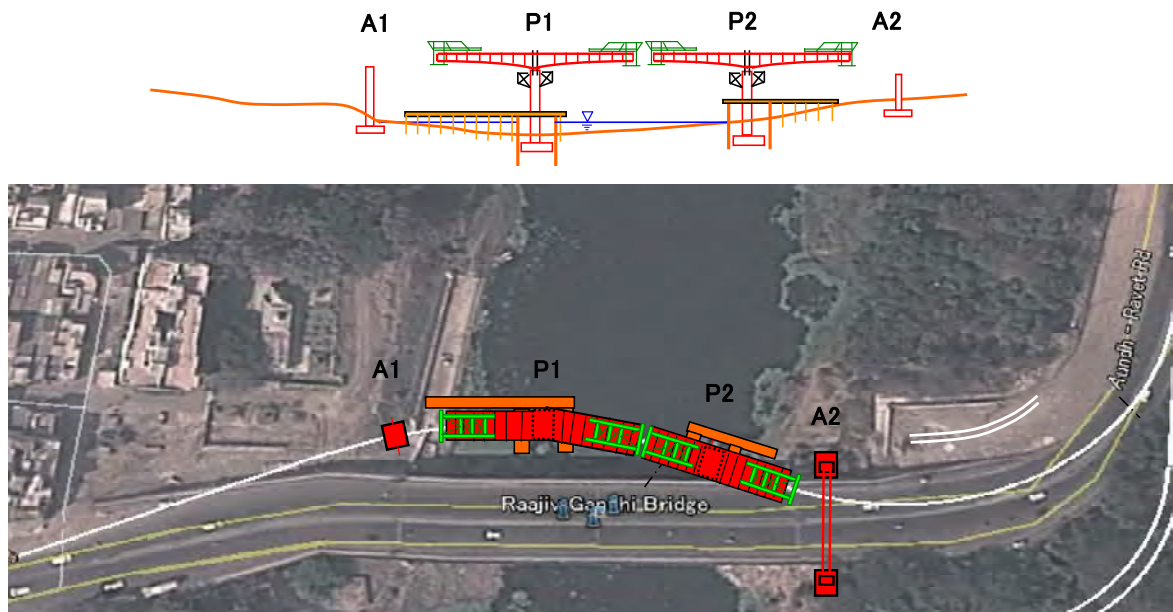 A1
P1
P2
A2
Aundh - Ravet Rd
A1
P1
P2
A2
Raajiv Gandhi Bridge